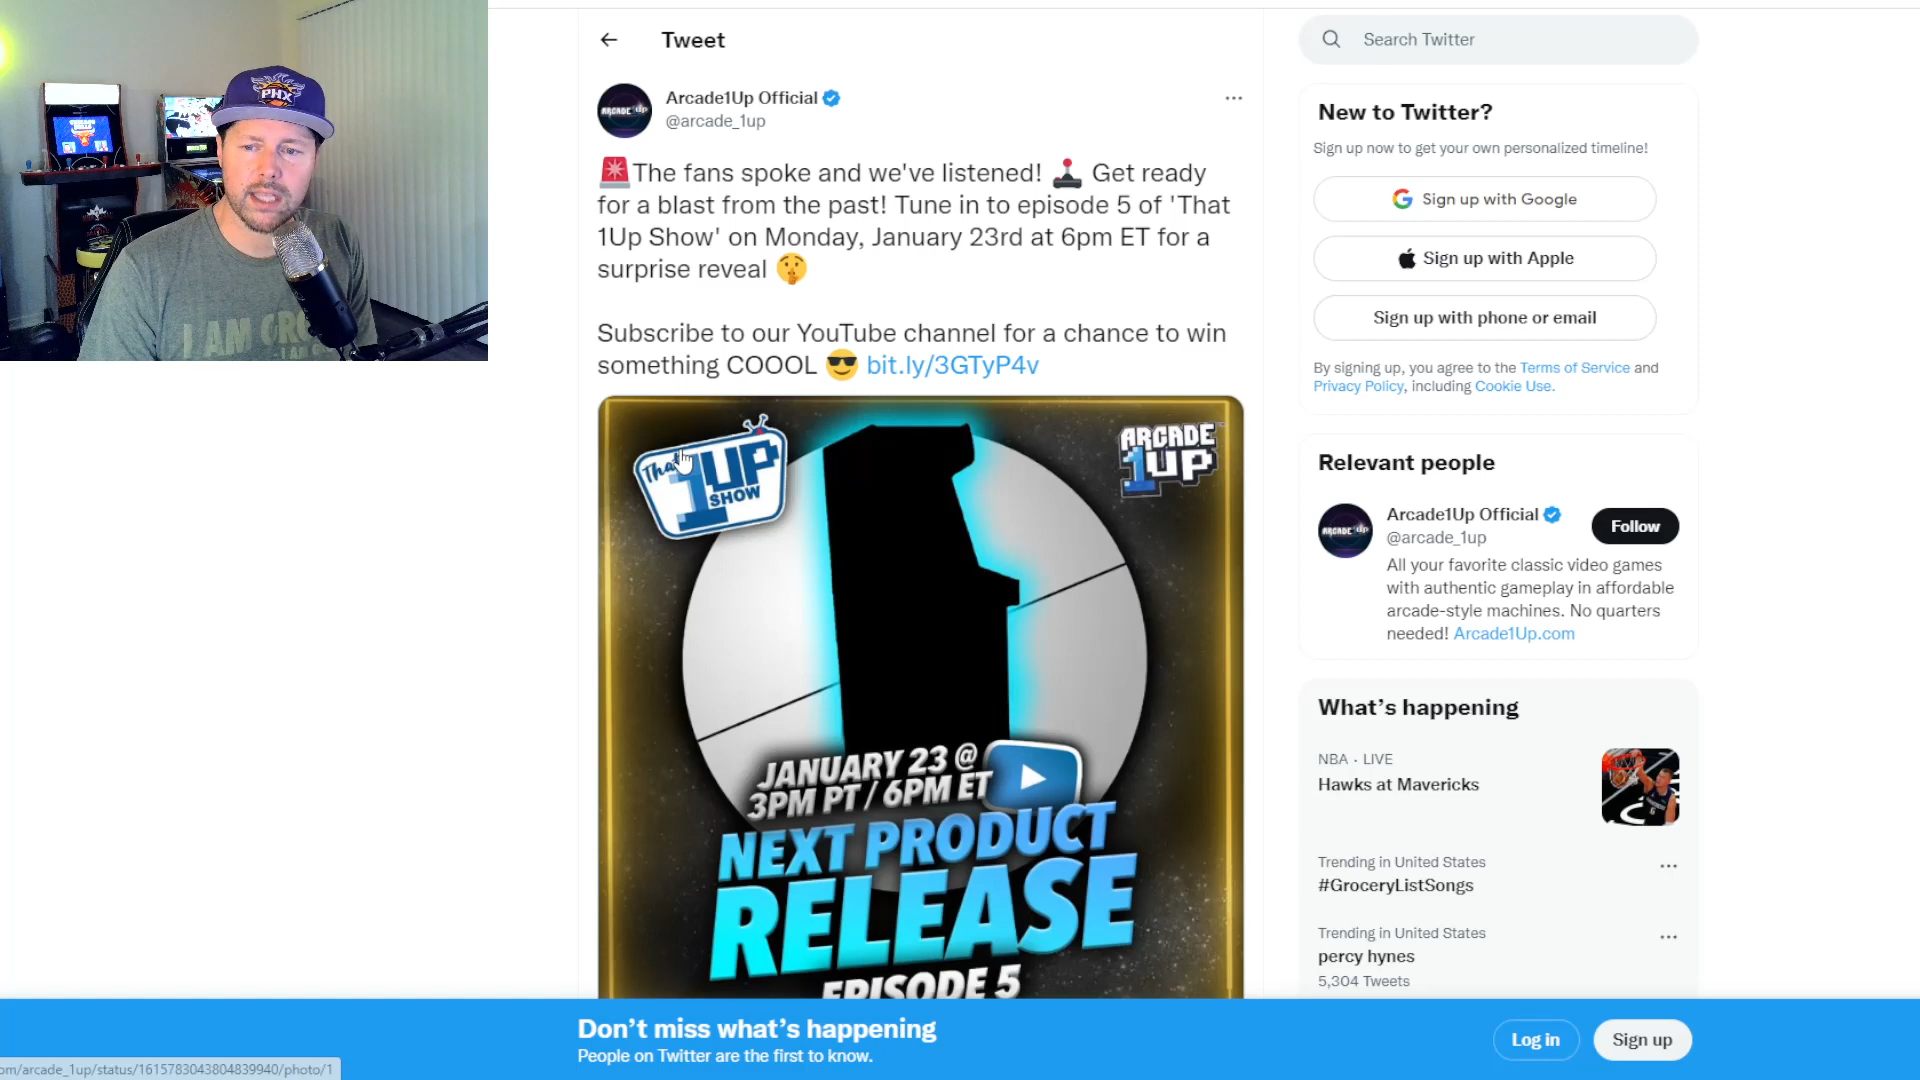 PHX
I AM GRO
I AM
Tweet
Arcade1Up Official
@arcade_1up
The fans spoke and we've listened! Get ready
for a blast from the past! Tune in to episode 5 of 'That
1Up Show' on Monday, January 23rd at 6pm ET for a
surprise reveal
Subscribe to our YouTube channel for a chance to win
something COOOL 😎 bit.ly/3GTyP4v
That
1UP
SHOW
ARCADE
1UP
JANUARY 23 @
3PM PT / 6PM ET
NEXT PRODUCT
RELEASE
EPISODE 5
Search Twitter
New to Twitter?
Sign up now to get your own personalized timeline!
Sign up with Google
Sign up with Apple
Sign up with phone or email
By signing up, you agree to the Terms of Service and
Privacy Policy, including Cookie Use.
Relevant people
Arcade1Up Official
@arcade_1up
Follow
All your favorite classic video games
with authentic gameplay in affordable
arcade-style machines. No quarters
needed! Arcade1Up.com
What's happening
NBA · LIVE
Hawks at Mavericks
Trending in United States
#GroceryListSongs
Trending in United States
percy hynes
5,304 Tweets
Don't miss what's happening
People on Twitter are the first to know.
Log in
Sign up
om/arcade_1up/status/1615783043804839940/photo/1